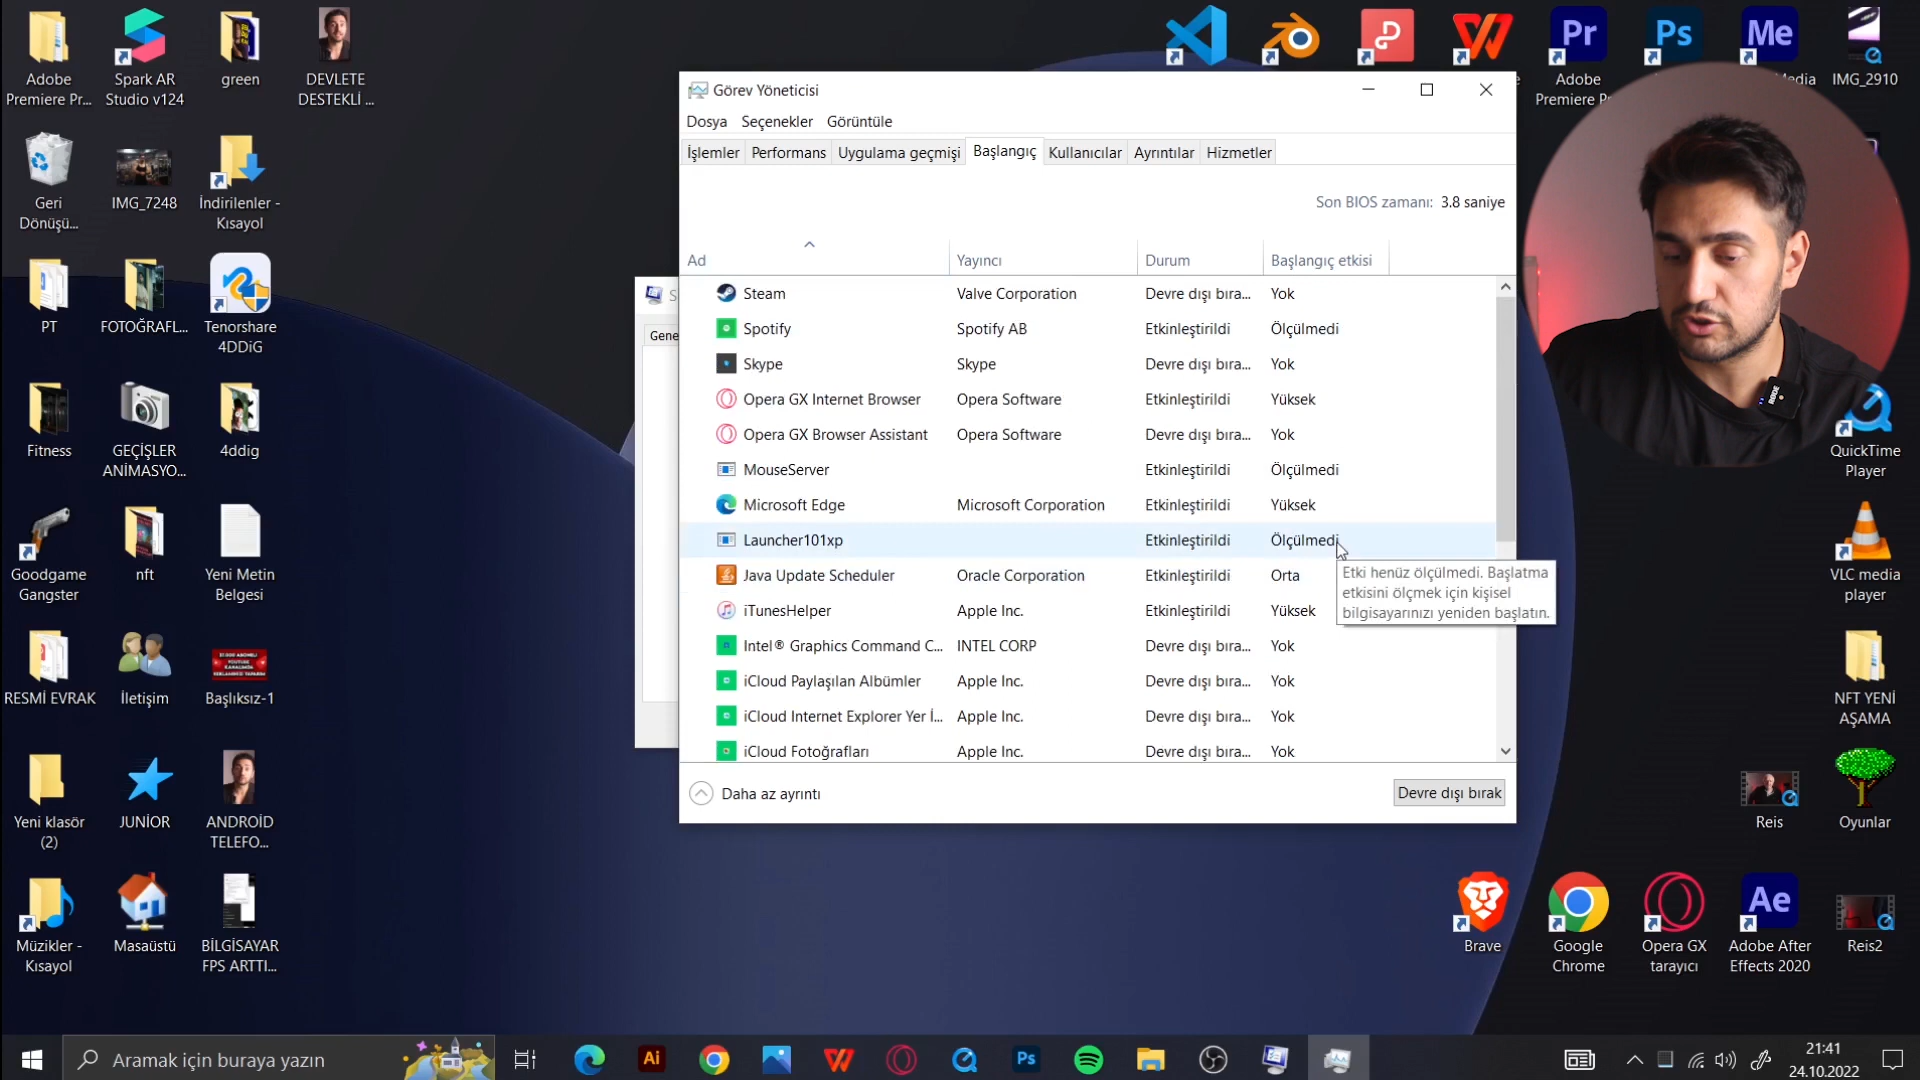 Adobe
Premiere Pr...
Spark AR
Studio v124
green
DEVLETE
DESTEKLİ ...
Geri
Dönüşü...
IMG_7248
İndirilenler -
Kısayol
PT
FOTOĞRAFL...
Tenorshare
4DDiG
Fitness
GEÇİŞLER
ANİMASYO...
4ddig
Goodgame
Gangster
nft
Yeni Metin
Belgesi
RESMİ EVRAK
İletişim
Başlıksız-1
Yeni klasör
(2)
JUNİOR
ANDROİD
TELEFO...
Müzikler -
Kısayol
Masaüstü
BİLGİSAYAR
FPS ARTTI...
Pr
Ps
Me
Adobe
Premiere P
edia
IMG_2910
Görev Yöneticisi
Dosya Seçenekler Görüntüle
İşlemler Performans Uygulama geçmişi Başlangıç Kullanıcılar Ayrıntılar Hizmetler
Son BIOS zamanı: 3.8 saniye
Ad Yayıncı Durum Başlangıç etkisi
Steam Valve Corporation Devre dışı bıra... Yok
Spotify Spotify AB Etkinleştirildi Ölçülmedi
Skype Skype Devre dışı bıra... Yok
Opera GX Internet Browser Opera Software Etkinleştirildi Yüksek
Opera GX Browser Assistant Opera Software Devre dışı bıra... Yok
MouseServer Etkinleştirildi Ölçülmedi
Microsoft Edge Microsoft Corporation Etkinleştirildi Yüksek
Launcher101xp Etkinleştirildi Ölçülmedi
Java Update Scheduler Oracle Corporation Etkinleştirildi Orta
iTunesHelper Apple Inc. Etkinleştirildi Yüksek
Intel® Graphics Command C... INTEL CORP Devre dışı bıra... Yok
iCloud Paylaşılan Albümler Apple Inc. Devre dışı bıra... Yok
iCloud Internet Explorer Yer İ... Apple Inc. Devre dışı bıra... Yok
iCloud Fotoğrafları Apple Inc. Devre dışı bıra... Yok
Etki henüz ölçülmedi. Başlatma
etkisini ölçmek için kişisel
bilgisayarınızı yeniden başlatın.
Daha az ayrıntı
Devre dışı bırak
S
Gene
RØDE
QuickTime
Player
VLC media
player
NFT YENİ
AŞAMA
Reis
Oyunlar
Brave
Google
Chrome
Opera GX
tarayıcı
Ae
Adobe After
Effects 2020
Reis2
Aramak için buraya yazın
Ai
Ps
21:41
24.10.2022